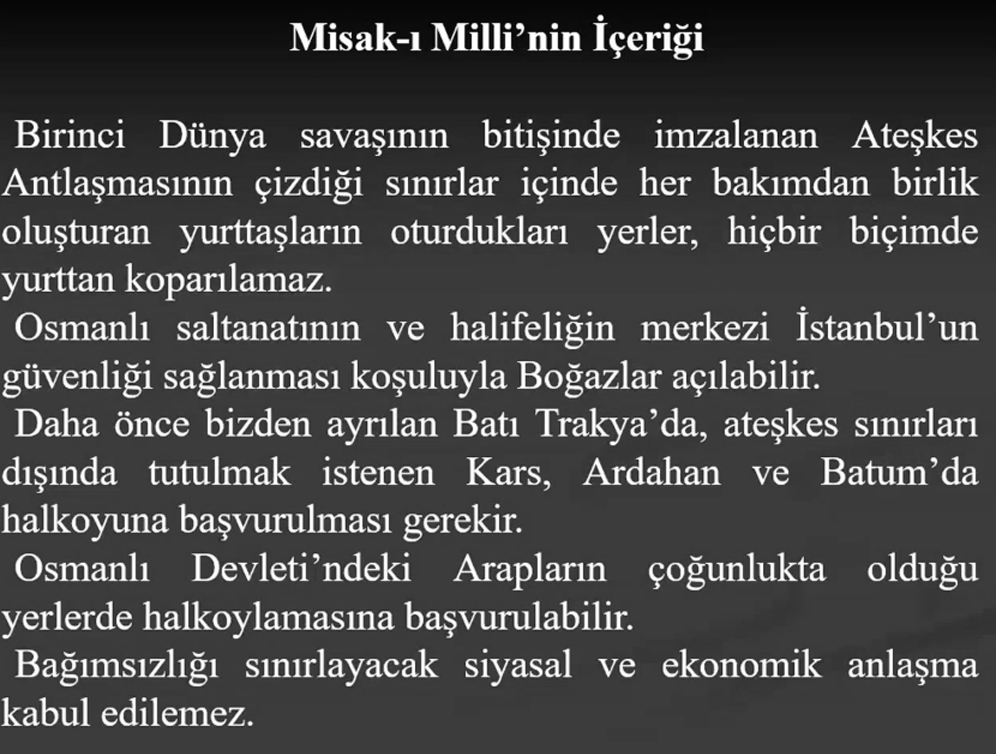 Misak-ı Milli’nin İçeriği
Birinci Dünya savaşının bitişinde imzalanan Ateşkes
Antlaşmasının çizdiği sınırlar içinde her bakımdan birlik
oluşturan yurttaşların oturdukları yerler, hiçbir biçimde
yurttan koparılamaz.
Osmanlı saltanatının ve halifeliğin merkezi İstanbul’un
güvenliği sağlanması koşuluyla Boğazlar açılabilir.
Daha önce bizden ayrılan Batı Trakya’da, ateşkes sınırları
dışında tutulmak istenen Kars, Ardahan ve Batum’da
halkoyuna başvurulması gerekir.
Osmanlı Devleti’ndeki Arapların çoğunlukta olduğu
yerlerde halkoylamasına başvurulabilir.
Bağımsızlığı sınırlayacak siyasal ve ekonomik anlaşma
kabul edilemez.